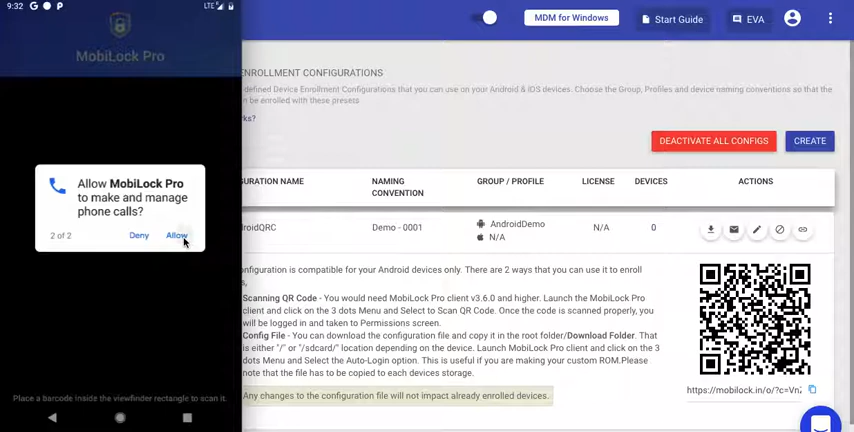 9:32 G P LTE
MobiLock Pro
Allow MobiLock Pro
to make and manage
phone calls?
2 of 2 Deny Allow
Place a barcode inside the viewfinder rectangle to scan it.
MDM for Windows
Start Guide
EVA
ENROLLMENT CONFIGURATIONS
defined Device Enrollment Configurations that you can use on your Android & iOS devices. Choose the Group, Profiles and device naming conventions so that the
n be enrolled with these presets
rks?
DEACTIVATE ALL CONFIGS
CREATE
URATION NAME
NAMING
CONVENTION
GROUP / PROFILE
LICENSE
DEVICES
ACTIONS
roidQRC
Demo - 0001
AndroidDemo
N/A
N/A
0
onfiguration is compatible for your Android devices only. There are 2 ways that you can use it to enroll
s,
Scanning QR Code - You would need MobiLock Pro client v3.6.0 and higher. Launch the MobiLock Pro
client and click on the 3 dots Menu and Select to Scan QR Code. Once the code is scanned properly, you
will be logged in and taken to Permissions screen.
Config File - You can download the configuration file and copy it in the root folder/Download Folder. That
is either "/" or "/sdcard/" location depending on the device. Launch MobiLock Pro client and click on the 3
dots Menu and Select the Auto-Login option. This is useful if you are making your custom ROM.Please
note that the file has to be copied to each devices storage.
Any changes to the configuration file will not impact already enrolled devices.
https://mobilock.in/o/?c=Vn